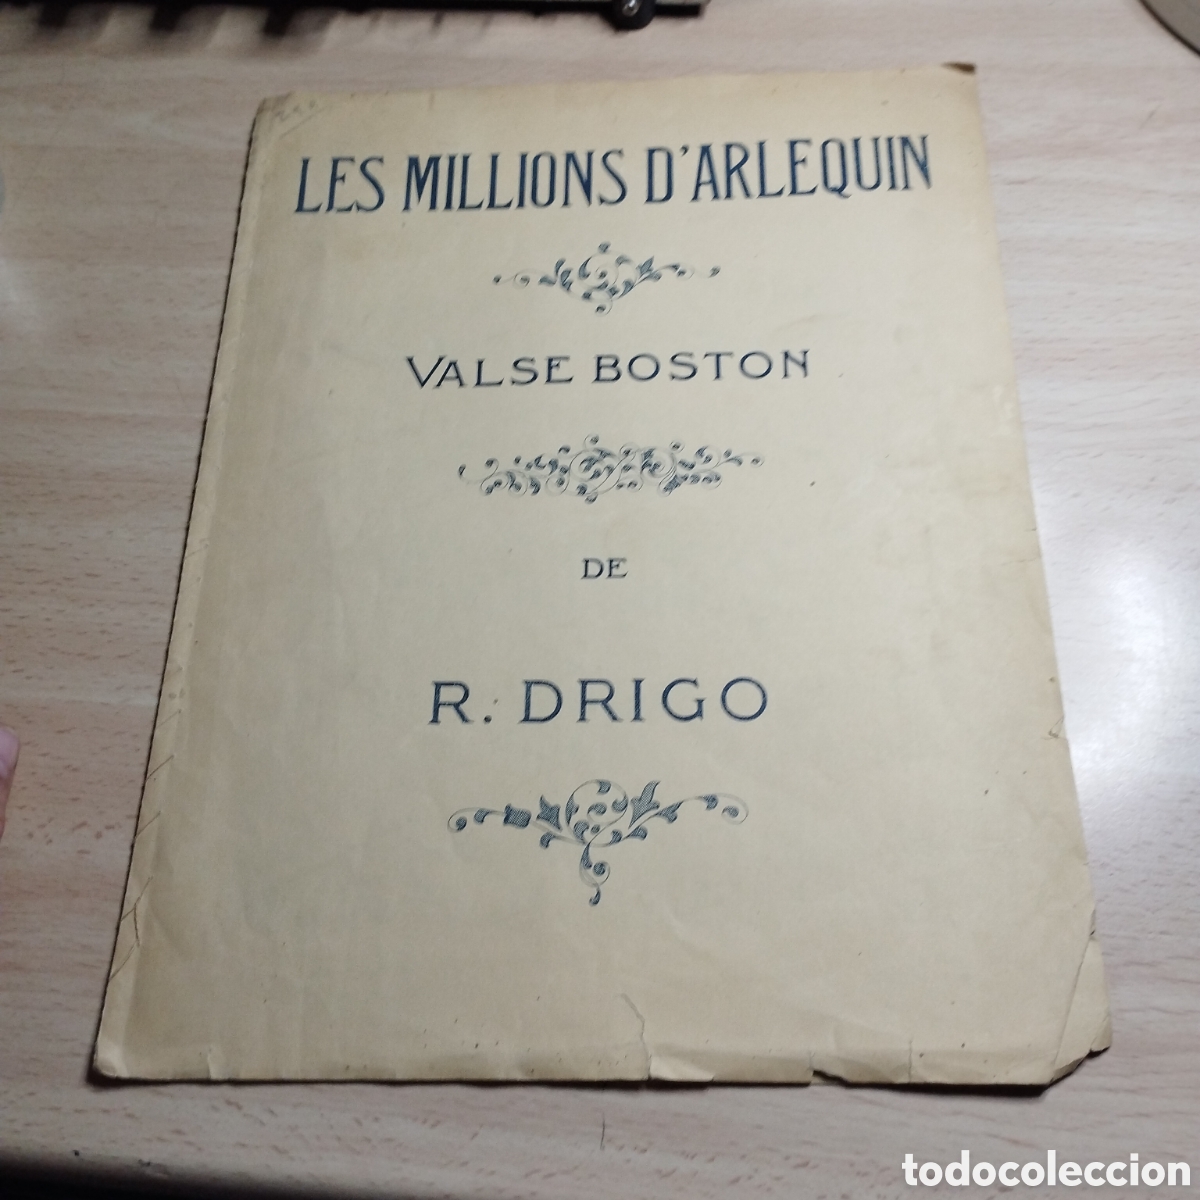 LES MILLIONS D'ARLEQUIN
VALSE BOSTON
DE
R. DRIGO
todocoleccion